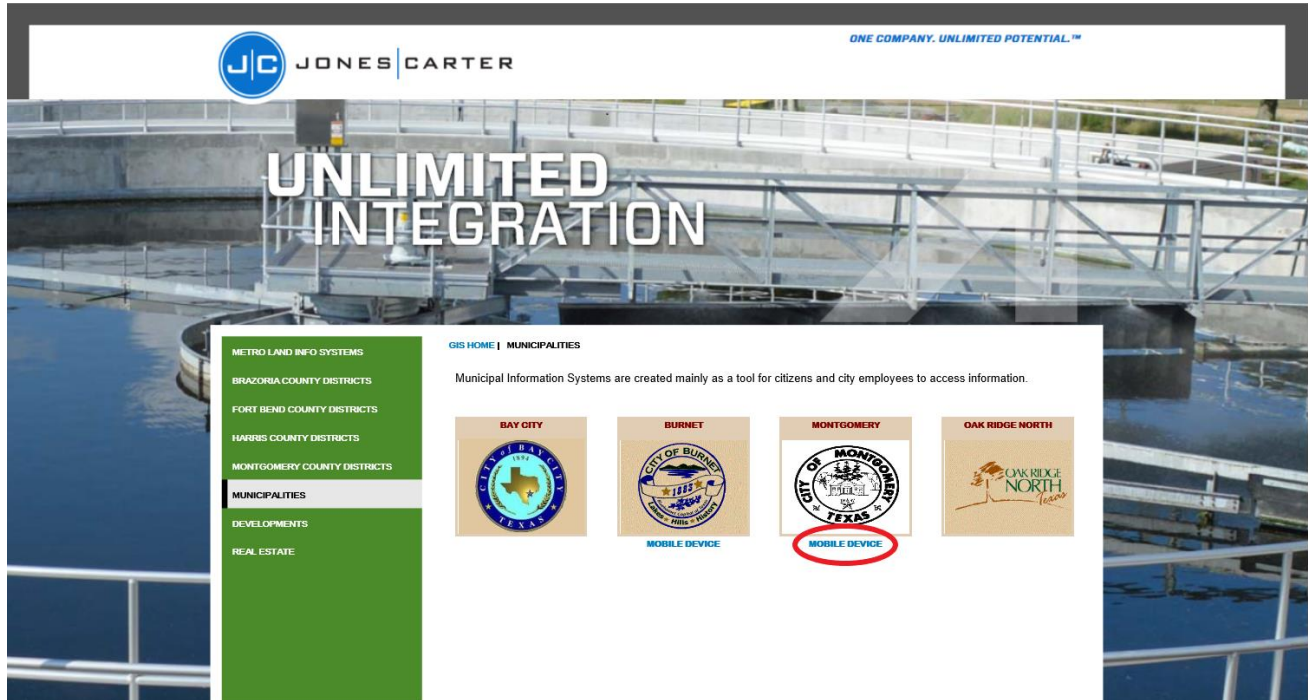 J|C JONES|CARTER
ONE COMPANY. UNLIMITED POTENTIAL.™
UNLIMITED
INTEGRATION
METRO LAND INFO SYSTEMS
BRAZORIA COUNTY DISTRICTS
FORT BEND COUNTY DISTRICTS
HARRIS COUNTY DISTRICTS
MONTGOMERY COUNTY DISTRICTS
MUNICIPALITIES
DEVELOPMENTS
REAL ESTATE
GIS HOME | MUNICIPALITIES
Municipal Information Systems are created mainly as a tool for citizens and city employees to access information.
BAY CITY
CITY of BAY CITY
1894
TEXAS
BURNET
CITY OF BURNET
1883
Lakes Hills History
MOBILE DEVICE
MONTGOMERY
CITY OF MONTGOMERY
TEXAS
MOBILE DEVICE
OAK RIDGE NORTH
OAK RIDGE
NORTH
Texas